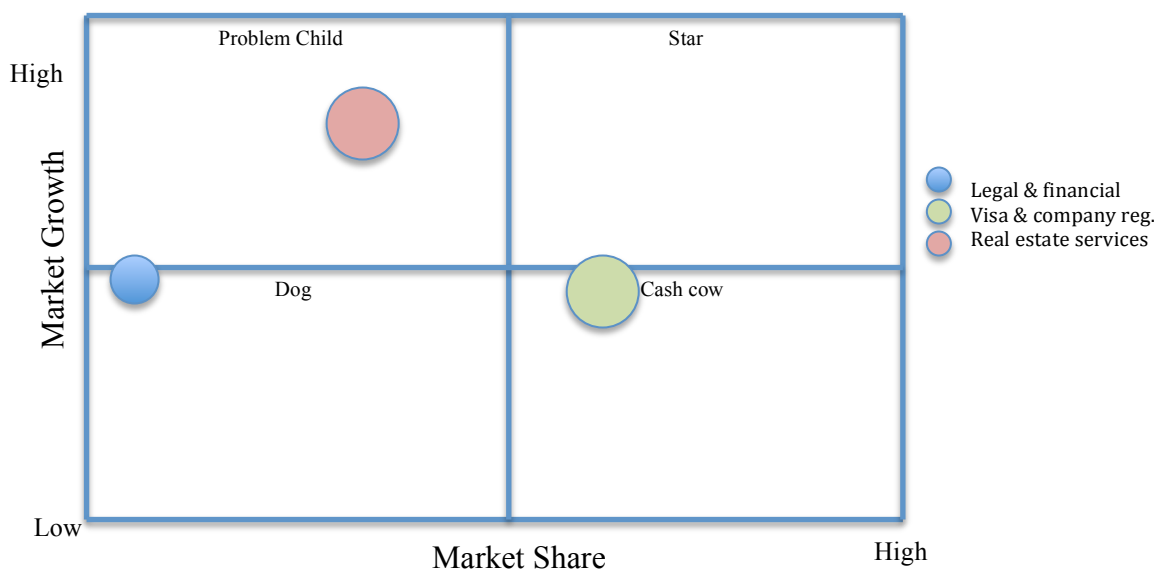 Problem Child
Star
High
Market Growth
Legal & financial
Visa & company reg.
Real estate services
Dog
Cash cow
Low
Market Share
High